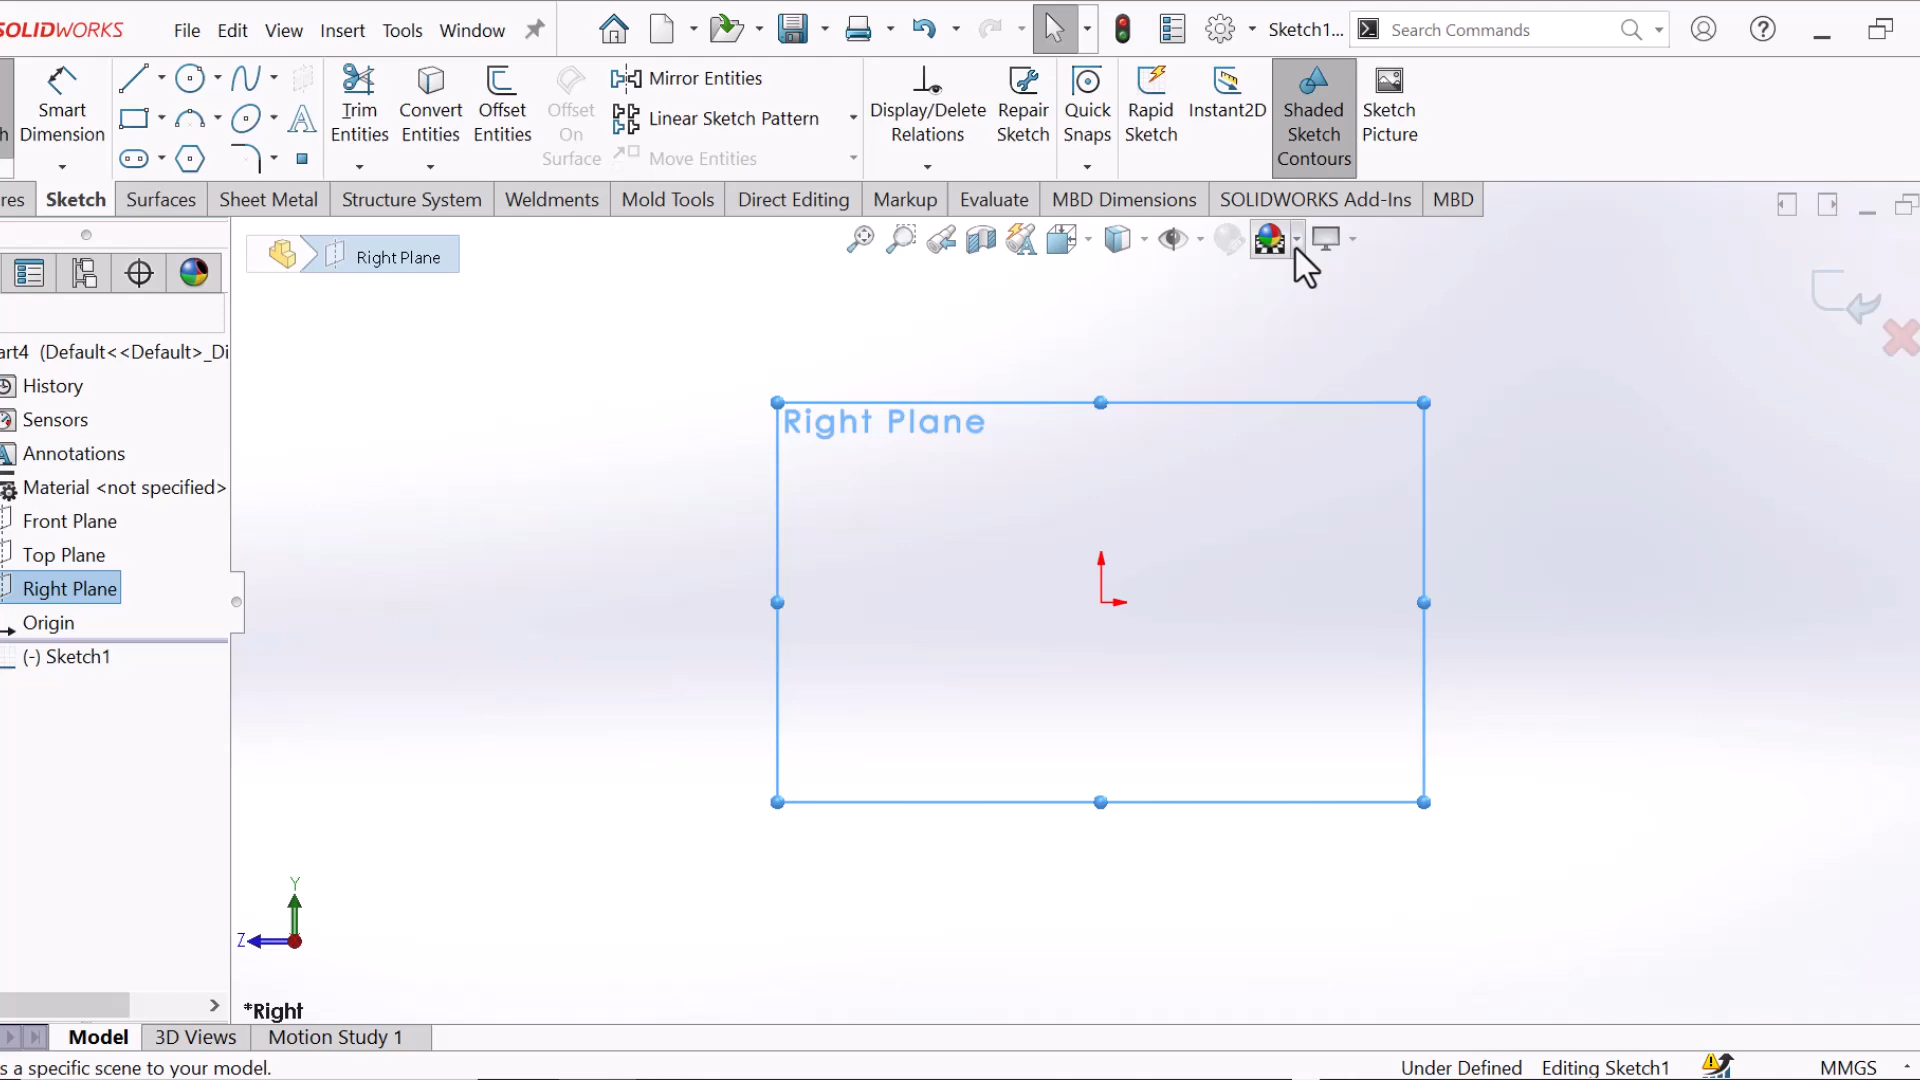 SOLIDWORKS
File Edit View Insert Tools Window
Sketch1...
Search Commands
Smart Dimension
Trim Entities
Convert Entities
Offset Entities
Offset On Surface
Mirror Entities
Linear Sketch Pattern
Move Entities
Display/Delete Relations
Repair Sketch
Quick Snaps
Rapid Sketch
Instant2D
Shaded Sketch Contours
Sketch Picture
res Sketch Surfaces Sheet Metal Structure System Weldments Mold Tools Direct Editing Markup Evaluate MBD Dimensions SOLIDWORKS Add-Ins MBD
Right Plane
art4 (Default<<Default>_Di
History
Sensors
Annotations
Material <not specified>
Front Plane
Top Plane
Right Plane
Origin
(-) Sketch1
Right Plane
Y
Z
*Right
Model 3D Views Motion Study 1
s a specific scene to your model.
Under Defined Editing Sketch1 MMGS